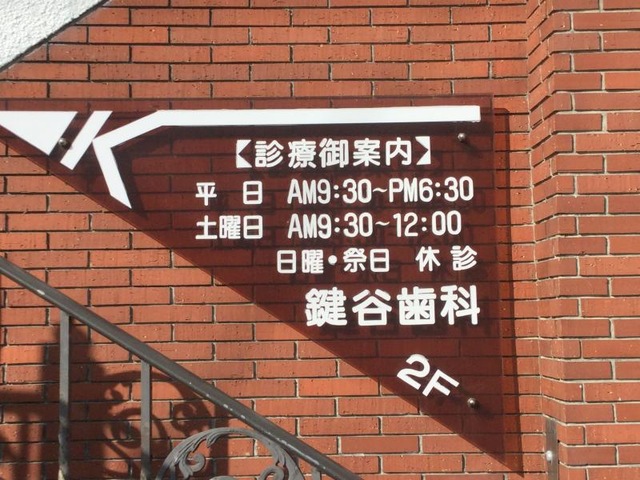 【診療御案内】
平 日 AM9:30~PM6:30
土曜日 AM9:30~12:00
日曜・祭日 休診
鍵谷歯科
2F